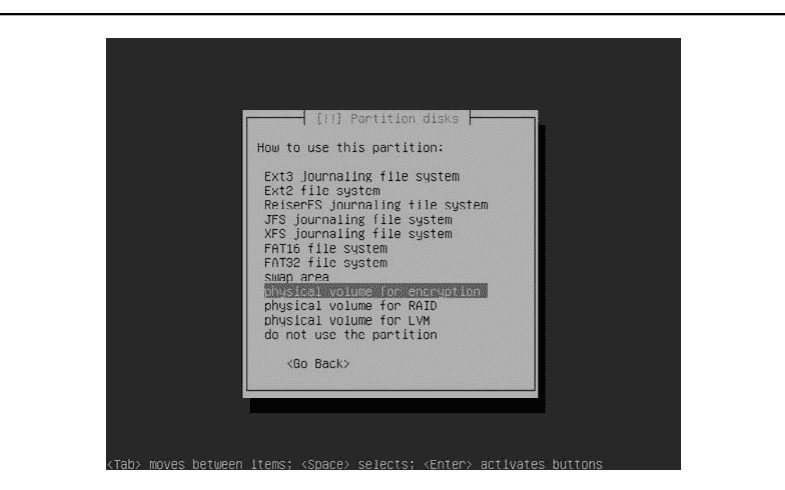 [!!] Partition disks
How to use this partition:
Ext3 journaling file system
Ext2 file system
ReiserFS journaling file system
JFS journaling file system
XFS journaling file system
FAT16 file system
FAT32 file system
swap area
physical volume for encryption
physical volume for RAID
physical volume for LVM
do not use the partition
<Go Back>
<Tab> moves between items; <Space> selects; <Enter> activates buttons